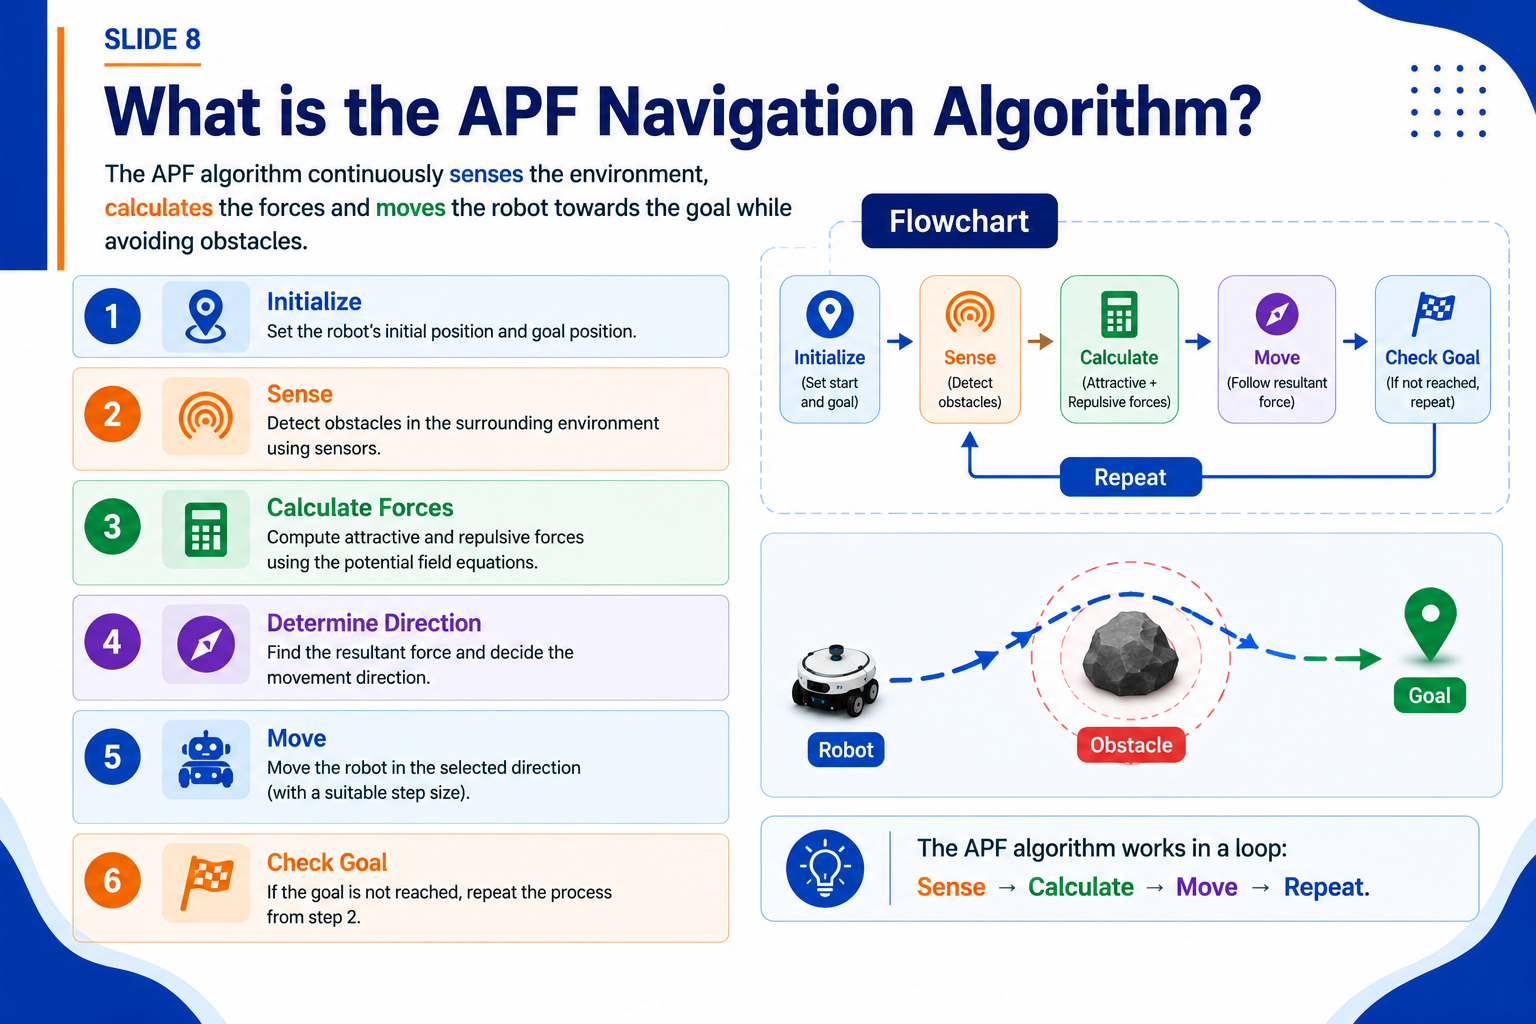 SLIDE 8
What is the APF Navigation Algorithm?
The APF algorithm continuously senses the environment,
calculates the forces and moves the robot towards the goal while
avoiding obstacles.
1
Initialize
Set the robot's initial position and goal position.
2
Sense
Detect obstacles in the surrounding environment
using sensors.
3
Calculate Forces
Compute attractive and repulsive forces
using the potential field equations.
4
Determine Direction
Find the resultant force and decide the
movement direction.
5
Move
Move the robot in the selected direction
(with a suitable step size).
6
Check Goal
If the goal is not reached, repeat the process
from step 2.
Flowchart
Initialize
(Set start
and goal)
Sense
(Detect
obstacles)
Calculate
(Attractive +
Repulsive forces)
Move
(Follow resultant
force)
Check Goal
(If not reached,
repeat)
Repeat
Robot
Obstacle
Goal
The APF algorithm works in a loop:
Sense → Calculate → Move → Repeat.